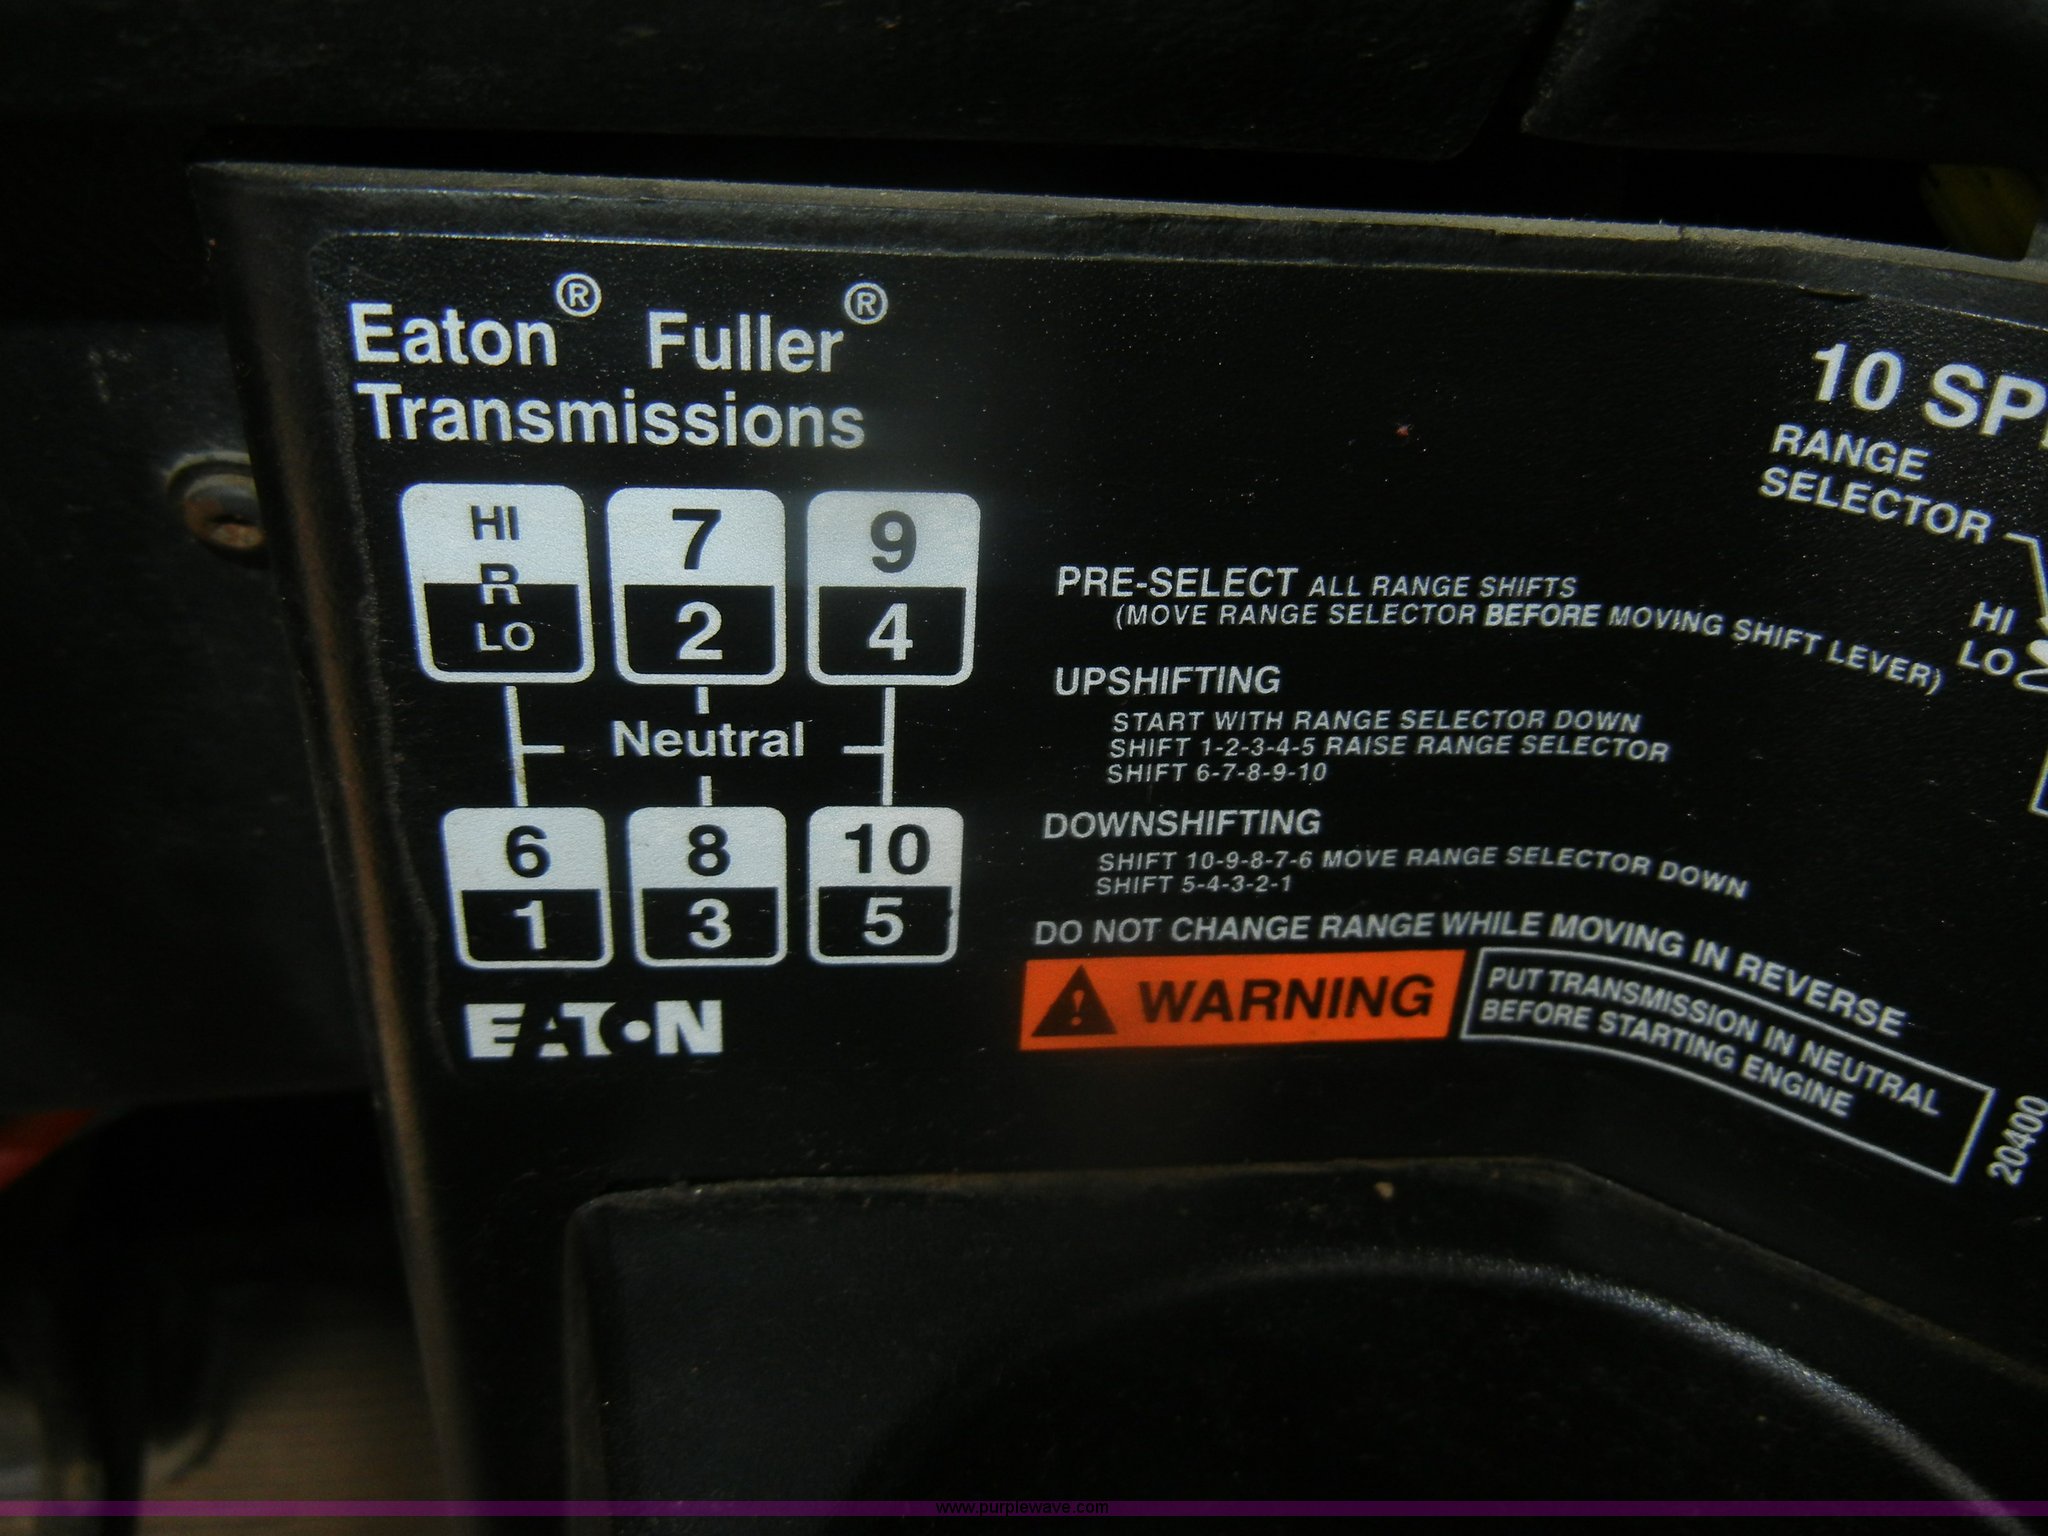 Eaton® Fuller®
Transmissions
HI
R
LO
7
2
9
4
Neutral
6
1
8
3
10
5
EATON
10
RANGE
SELECTOR
HI
LO
PRE-SELECT ALL RANGE SHIFTS
(MOVE RANGE SELECTOR BEFORE MOVING SHIFT LEVER)
UPSHIFTING
START WITH RANGE SELECTOR DOWN
SHIFT 1-2-3-4-5 RAISE RANGE SELECTOR
SHIFT 6-7-8-9-10
DOWNSHIFTING
SHIFT 10-9-8-7-6 MOVE RANGE SELECTOR DOWN
SHIFT 5-4-3-2-1
DO NOT CHANGE RANGE WHILE MOVING IN REVERSE
WARNING
PUT TRANSMISSION IN NEUTRAL
BEFORE STARTING ENGINE
20400
www.purplewave.com